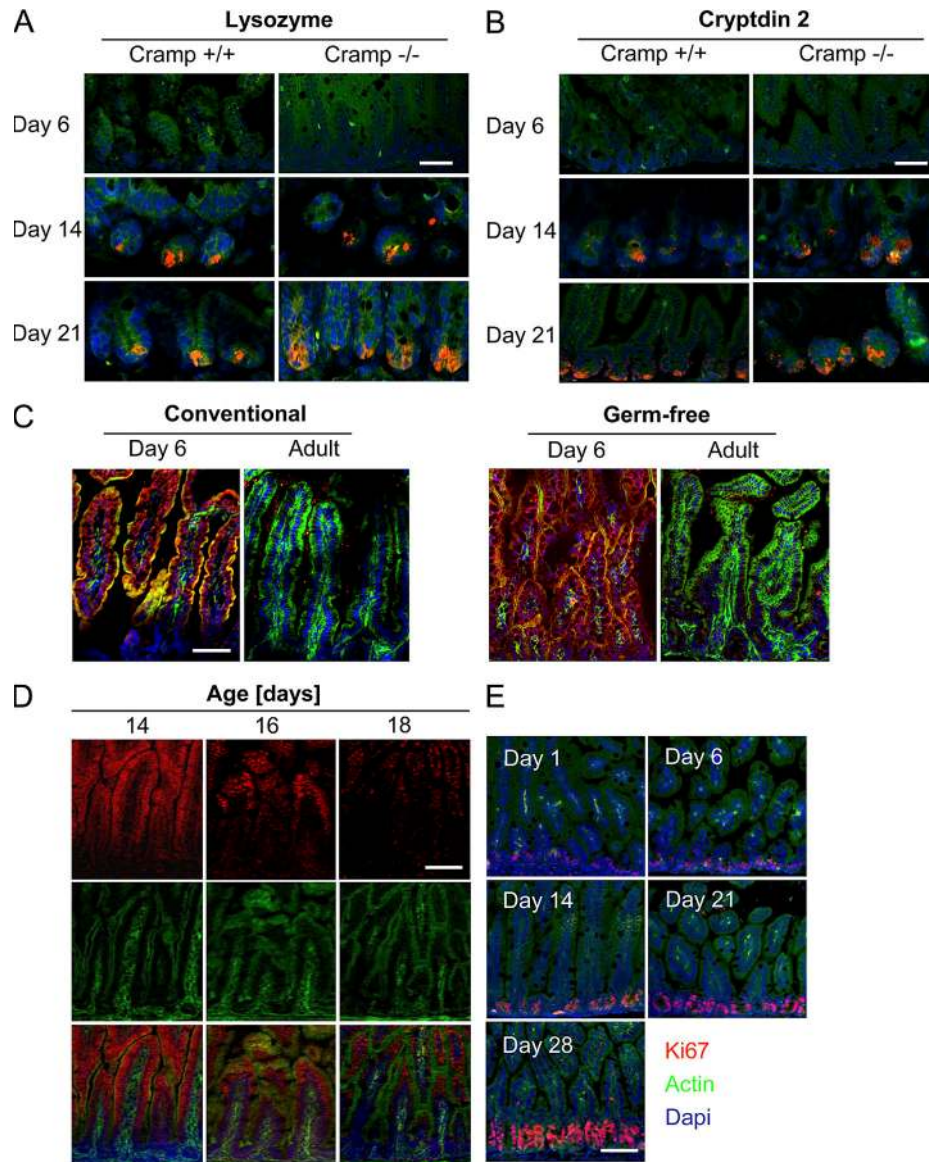 A
Lysozyme
Cramp +/+ Cramp -/-
Day 6
Day 14
Day 21
B
Cryptdin 2
Cramp +/+ Cramp -/-
Day 6
Day 14
Day 21
C
Conventional
Day 6 Adult
Germ-free
Day 6 Adult
D
Age [days]
14 16 18
E
Day 1 Day 6
Day 14 Day 21
Day 28
Ki67
Actin
Dapi